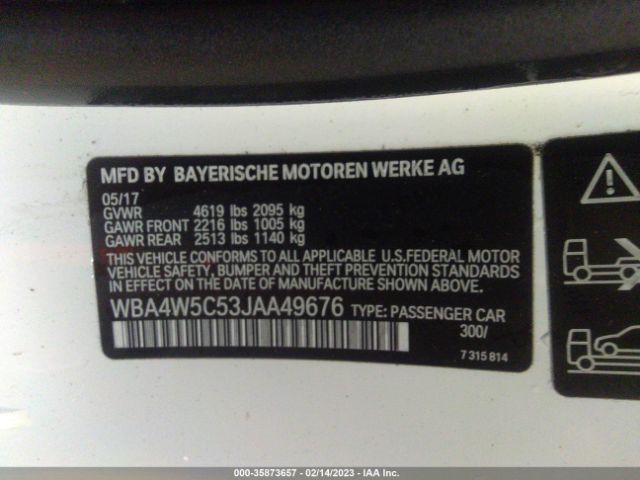 MFD BY BAYERISCHE MOTOREN WERKE AG
05/17
GVWR 4619 lbs 2095 kg
GAWR FRONT 2216 lbs 1005 kg
GAWR REAR 2513 lbs 1140 kg
THIS VEHICLE CONFORMS TO ALL APPLICABLE U.S.FEDERAL MOTOR
VEHICLE SAFETY, BUMPER AND THEFT PREVENTION STANDARDS
IN EFFECT ON THE DATE OF MANUFACTURE SHOWN ABOVE.
WBA4W5C53JAA49676 TYPE: PASSENGER CAR
300/
7 315 814
000-35873657 - 02/14/2023 - IAA Inc.